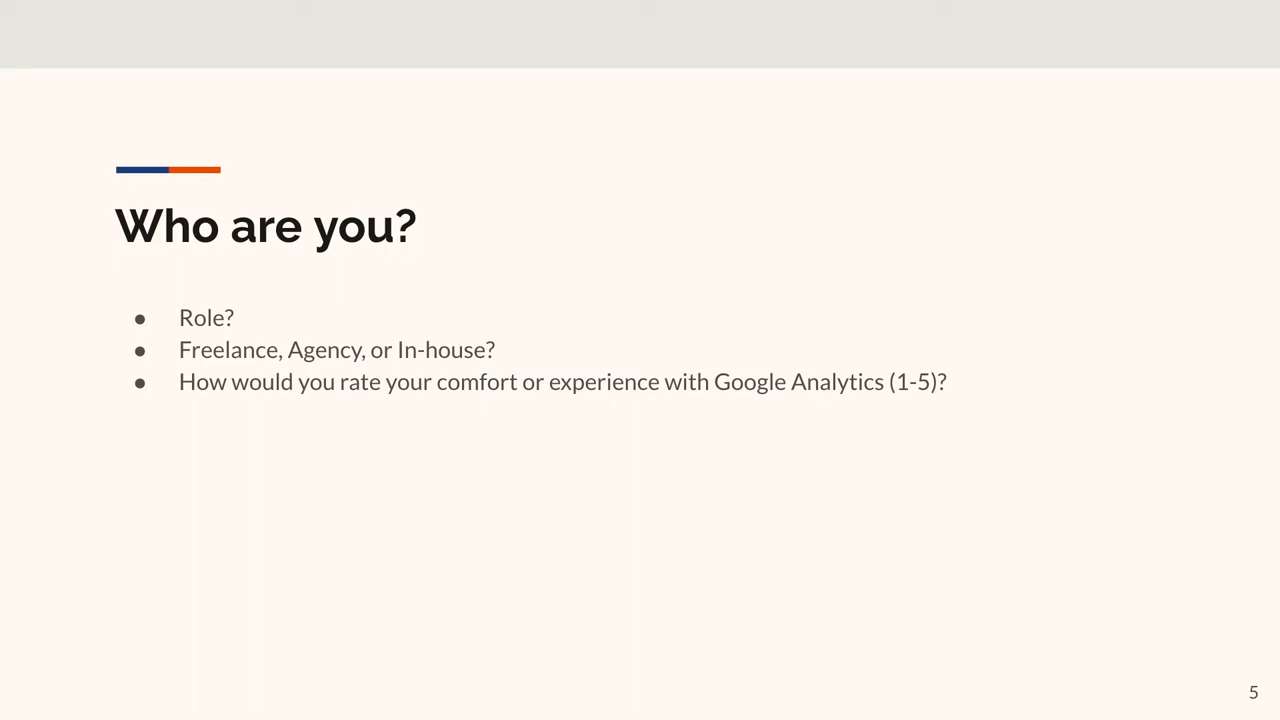 Who are you?
● Role?
● Freelance, Agency, or In-house?
● How would you rate your comfort or experience with Google Analytics (1-5)?
5